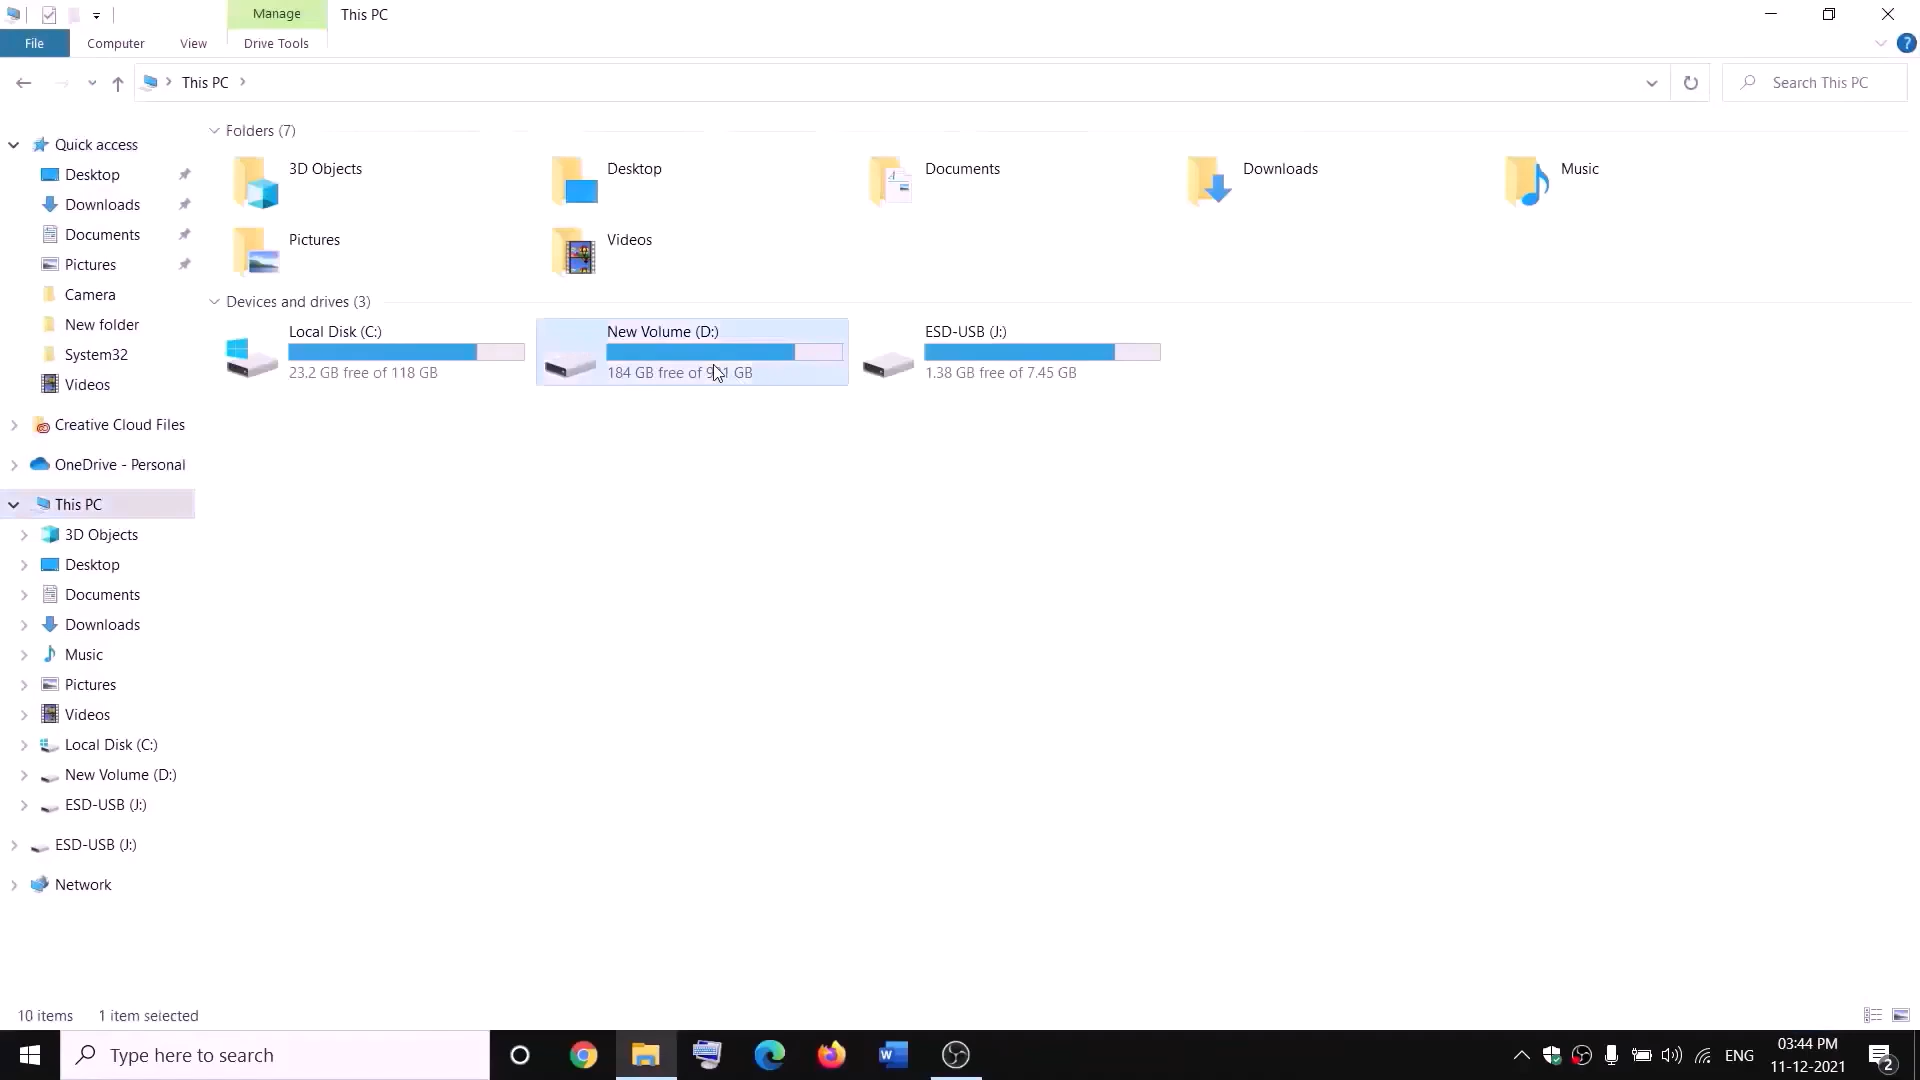 Manage
This PC
File
Computer
View
Drive Tools
This PC
Search This PC
Quick access
Desktop
Downloads
Documents
Pictures
Camera
New folder
System32
Videos
Creative Cloud Files
OneDrive - Personal
This PC
3D Objects
Desktop
Documents
Downloads
Music
Pictures
Videos
Local Disk (C:)
New Volume (D:)
ESD-USB (J:)
ESD-USB (J:)
Network
Folders (7)
3D Objects
Desktop
Documents
Downloads
Music
Pictures
Videos
Devices and drives (3)
Local Disk (C:)
23.2 GB free of 118 GB
New Volume (D:)
184 GB free of GB
ESD-USB (J:)
1.38 GB free of 7.45 GB
10 items
1 item selected
Type here to search
ENG
03:44 PM
11-12-2021
2